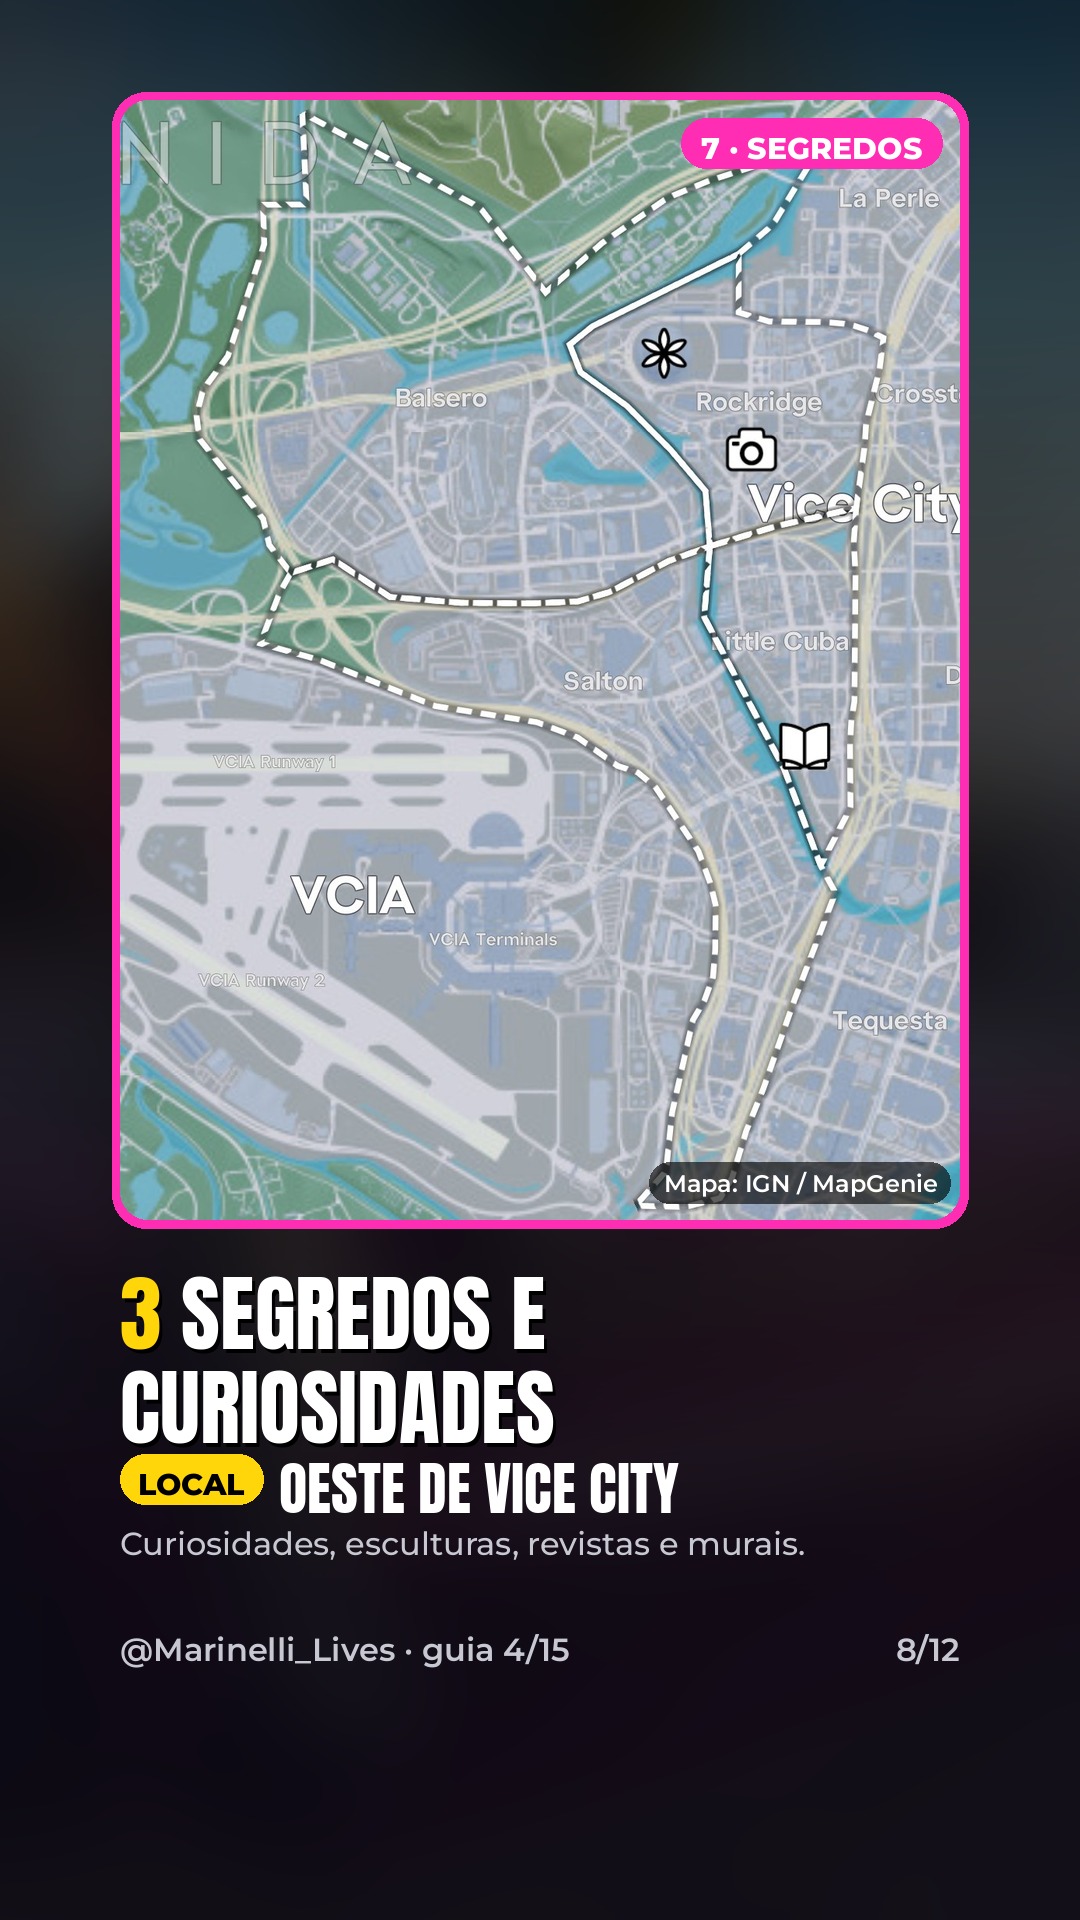 NIDA
7 · SEGREDOS
La Perle
Balsero
Rockridge
Crosst
Vice City
ittle Cuba
Salton
D
VCIA Runway 1
VCIA
VCIA Terminals
VCIA Runway 2
Tequesta
Mapa: IGN / MapGenie
3 SEGREDOS E
CURIOSIDADES
LOCAL OESTE DE VICE CITY
Curiosidades, esculturas, revistas e murais.
@Marinelli_Lives · guia 4/15
8/12